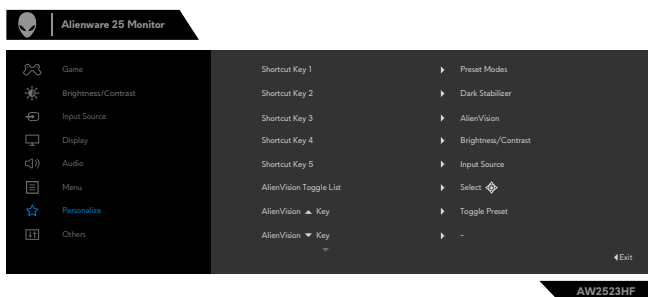 Alienware 25 Monitor
Game
Brightness/Contrast
Input Source
Display
Audio
Menu
Personalize
Others
Shortcut Key 1 Preset Modes
Shortcut Key 2 Dark Stabilizer
Shortcut Key 3 AlienVision
Shortcut Key 4 Brightness/Contrast
Shortcut Key 5 Input Source
AlienVision Toggle List Select
AlienVision ▲ Key Toggle Preset
AlienVision ▼ Key -
Exit
AW2523HF